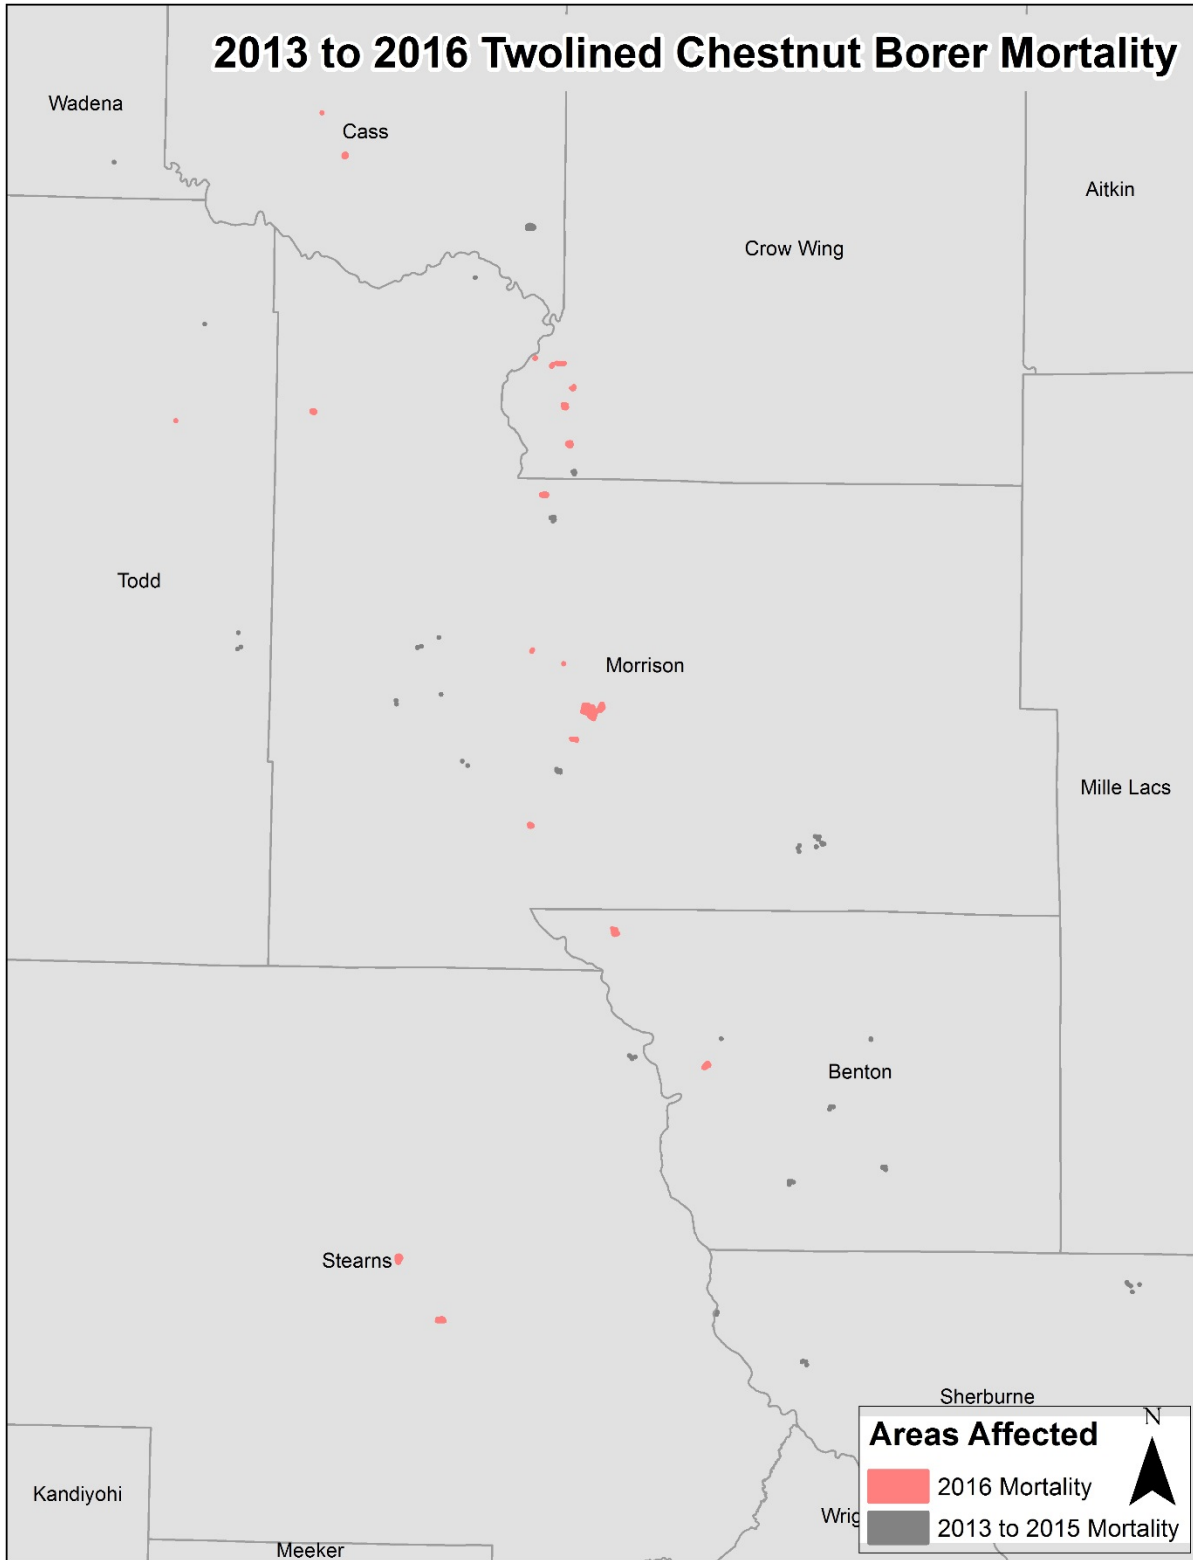 2013 to 2016 Twolined Chestnut Borer Mortality
Wadena
Cass
Aitkin
Crow Wing
Todd
Morrison
Mille Lacs
Benton
Stearns
Sherburne
Kandiyohi
Wrig
Meeker
Areas Affected
N
2016 Mortality
2013 to 2015 Mortality